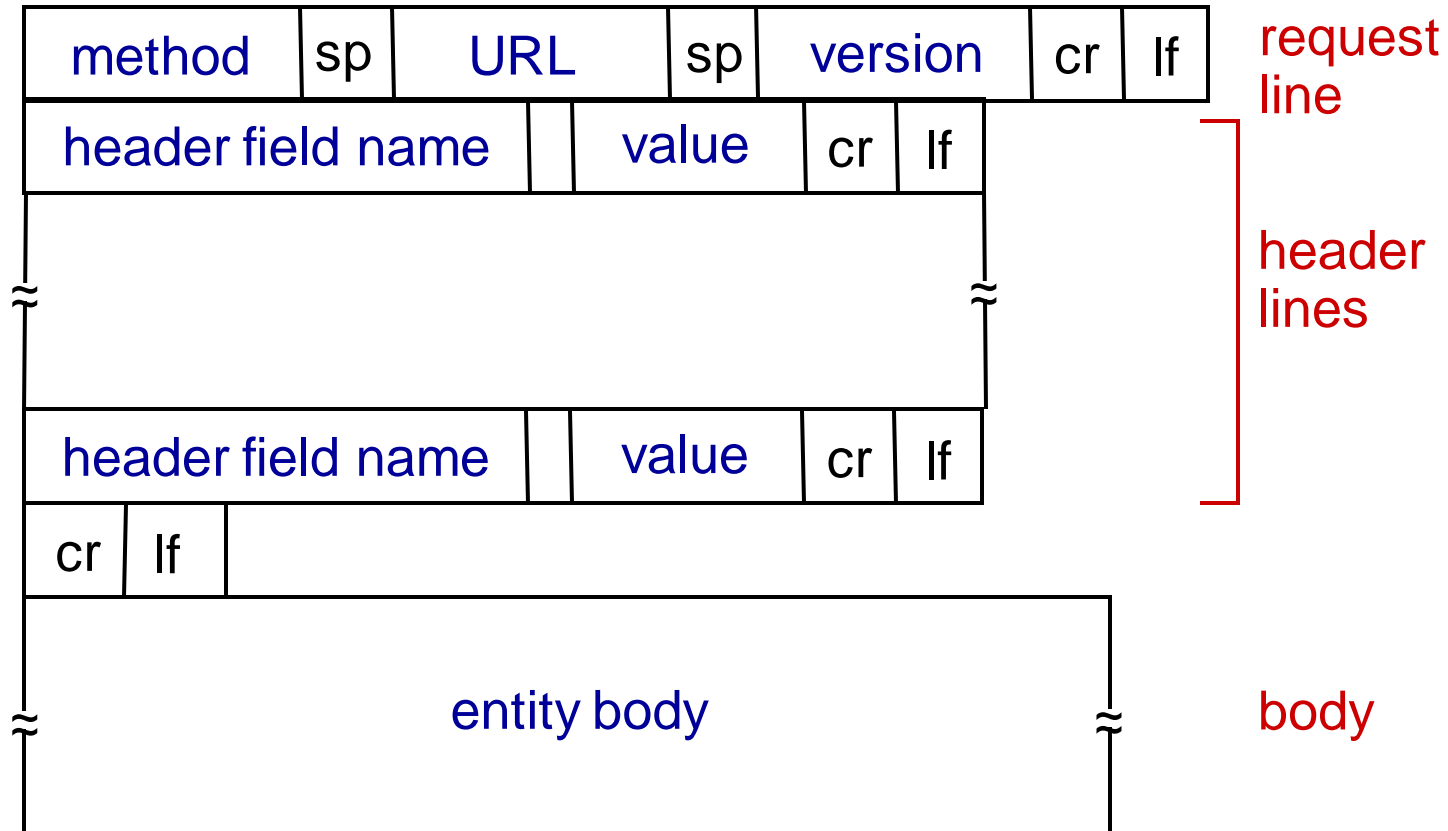 method sp URL sp version cr lf
request
line
header field name value cr lf
header
lines
header field name value cr lf
cr lf
entity body
body